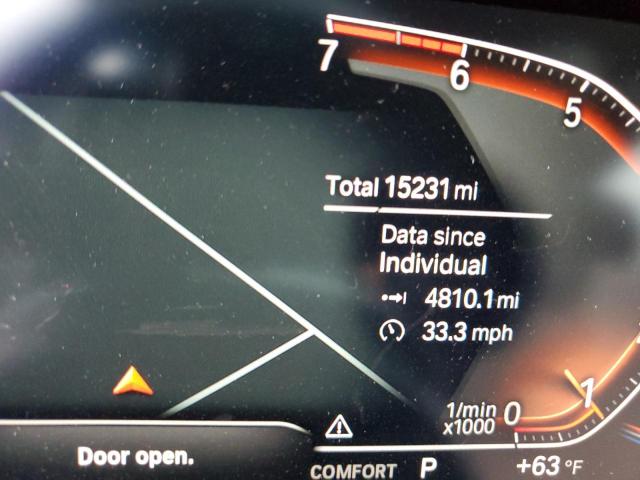 7
6
5
Total 15231 mi
Data since
Individual
4810.1 mi
33.3 mph
1/min
x1000
0
1
Door open.
COMFORT P +63 °F